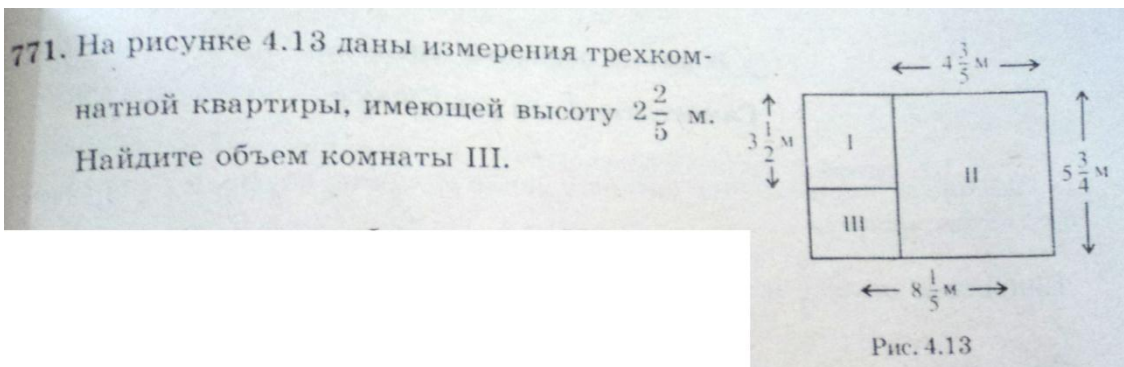 771. На рисунке 4.13 даны измерения трехком-
натной квартиры, имеющей высоту 2 2/5 м.
Найдите объем комнаты III.
4 3/5 м
3 1/2 м
I
II
5 3/4 м
III
8 1/5 м
Рис. 4.13